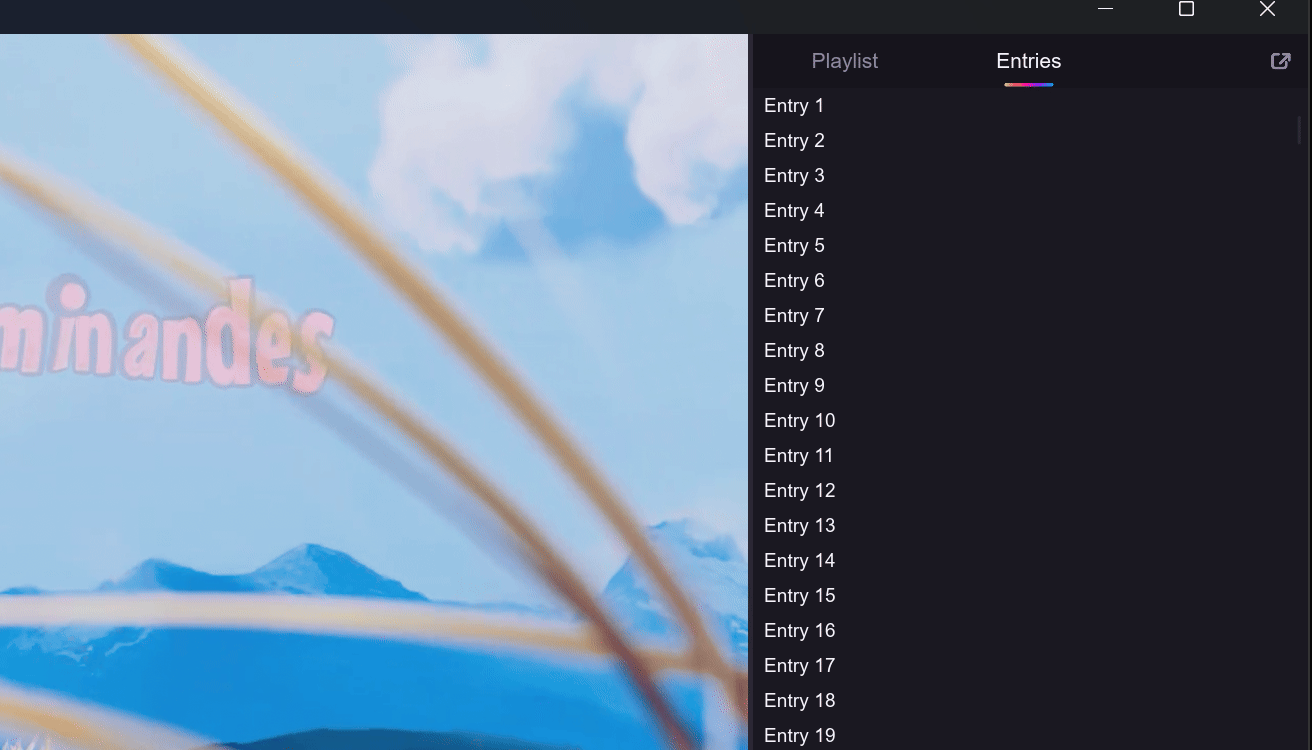 Playlist Entries
minandes
Entry 1
Entry 2
Entry 3
Entry 4
Entry 5
Entry 6
Entry 7
Entry 8
Entry 9
Entry 10
Entry 11
Entry 12
Entry 13
Entry 14
Entry 15
Entry 16
Entry 17
Entry 18
Entry 19